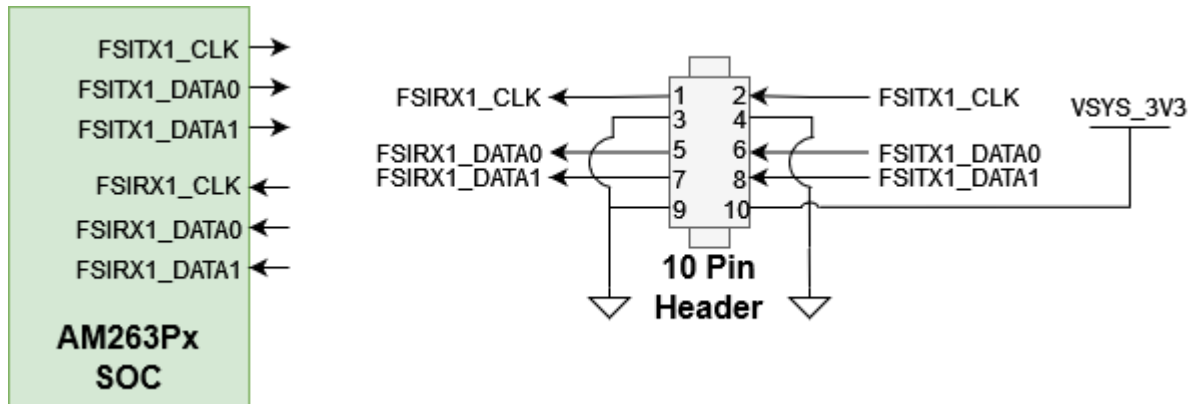 FSITX1_CLK
FSITX1_DATA0
FSITX1_DATA1
FSIRX1_CLK
FSIRX1_DATA0
FSIRX1_DATA1
AM263Px
SOC
FSIRX1_CLK 1 2 FSITX1_CLK
VSYS_3V3
3 4
FSIRX1_DATA0 5 6 FSITX1_DATA0
FSIRX1_DATA1 7 8 FSITX1_DATA1
9 10
10 Pin
Header